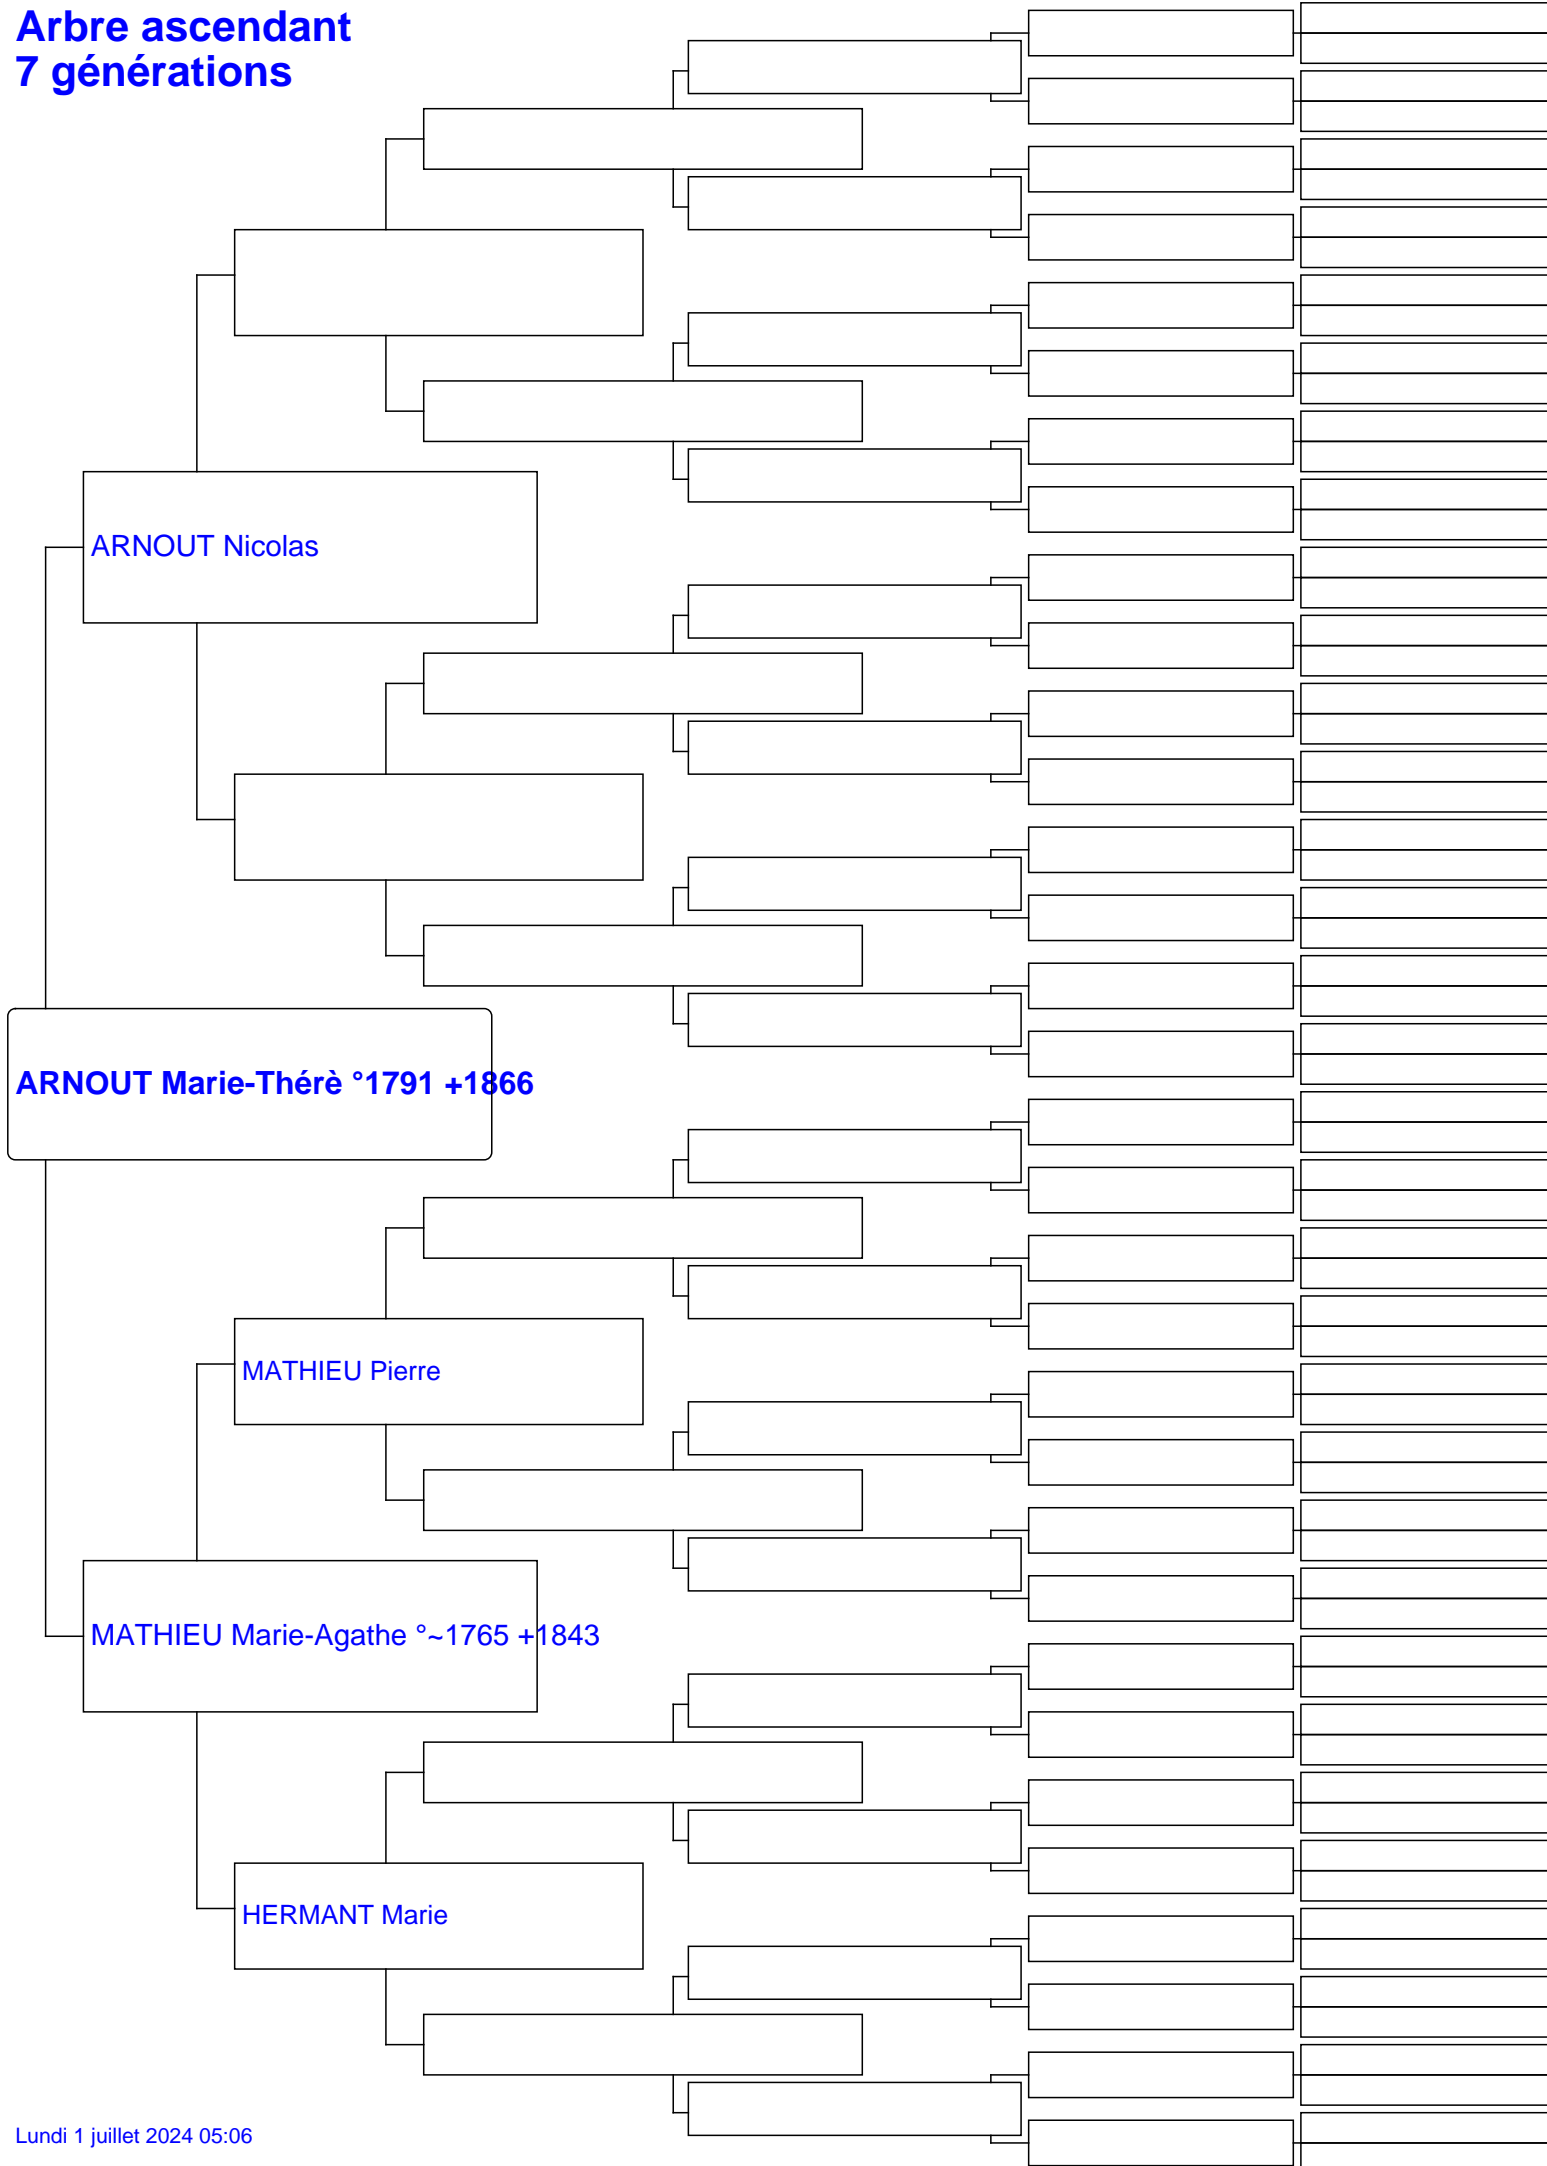 Arbre ascendant
7 générations
ARNOUT Nicolas
ARNOUT Marie-Thérè °1791 +1866
MATHIEU Pierre
MATHIEU Marie-Agathe °~1765 +1843
HERMANT Marie
Lundi 1 juillet 2024 05:06